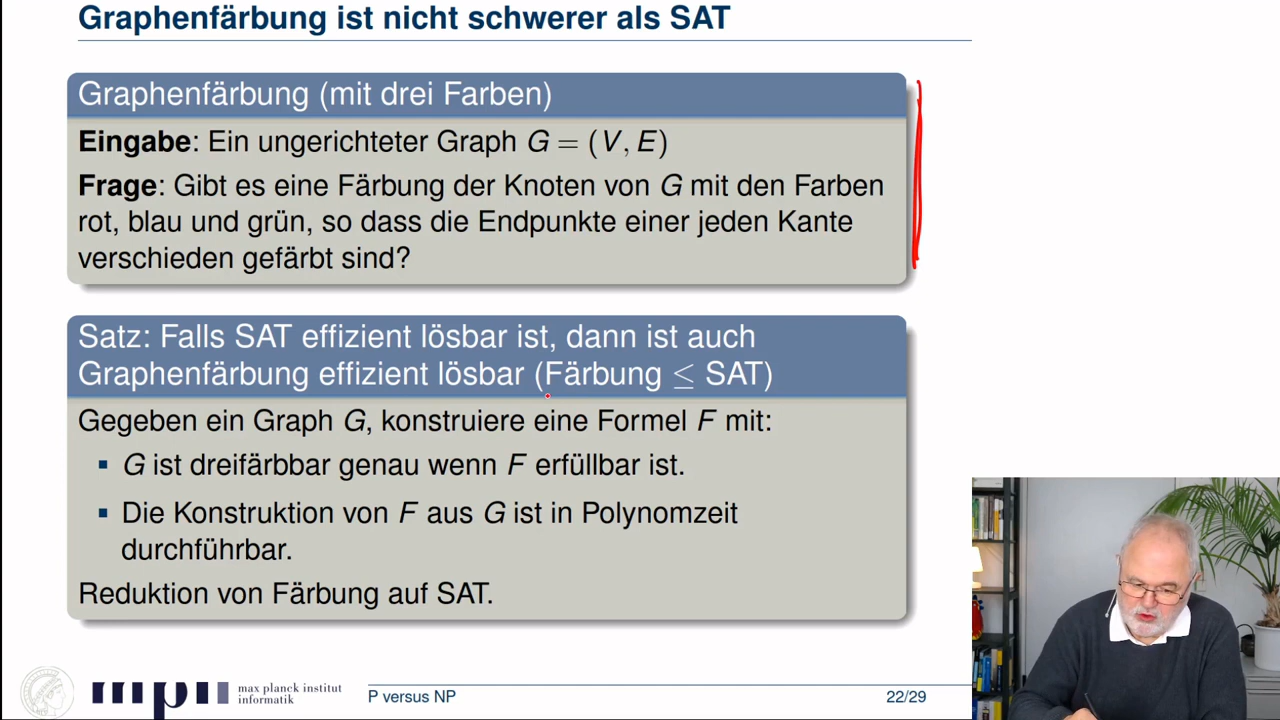 Graphenfärbung ist nicht schwerer als SAT
Graphenfärbung (mit drei Farben)
Eingabe: Ein ungerichteter Graph G = (V, E)
Frage: Gibt es eine Färbung der Knoten von G mit den Farben
rot, blau und grün, so dass die Endpunkte einer jeden Kante
verschieden gefärbt sind?
Satz: Falls SAT effizient lösbar ist, dann ist auch
Graphenfärbung effizient lösbar (Färbung ≤ SAT)
Gegeben ein Graph G, konstruiere eine Formel F mit:
▪ G ist dreifärbbar genau wenn F erfüllbar ist.
▪ Die Konstruktion von F aus G ist in Polynomzeit
durchführbar.
Reduktion von Färbung auf SAT.
mpi max planck institut
informatik
P versus NP
22/29